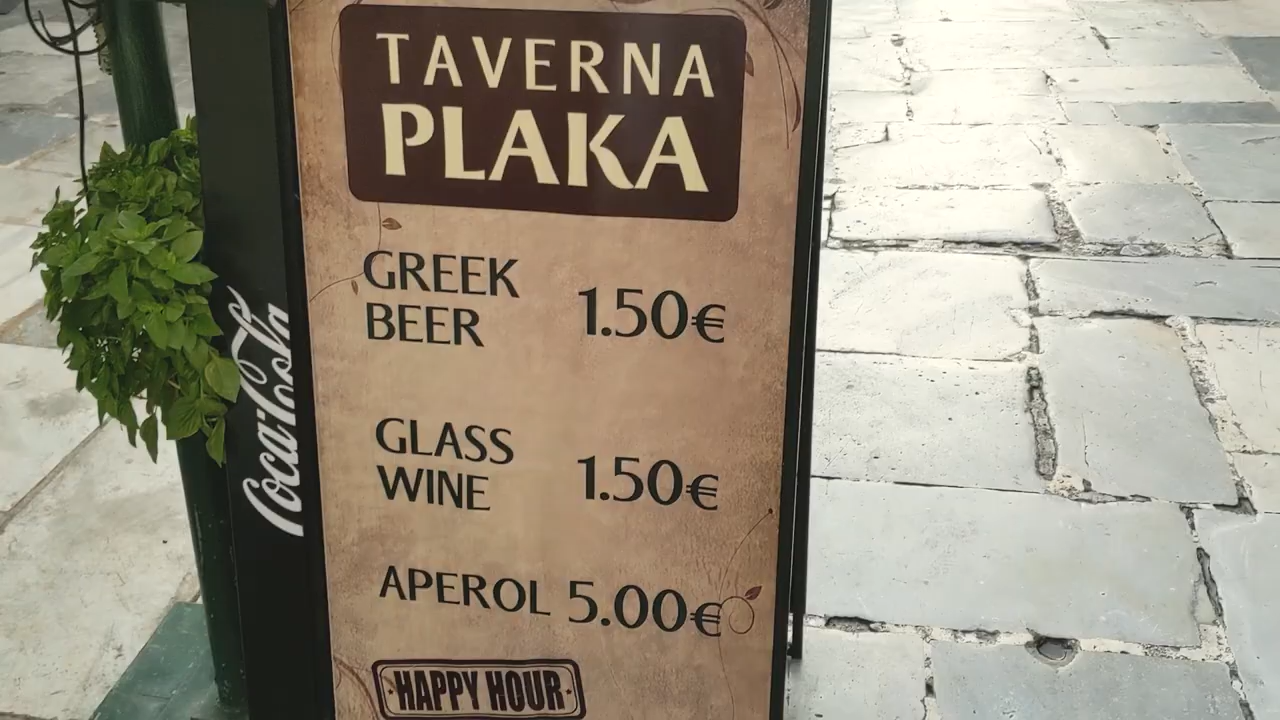 TAVERNA
PLAKA
GREEK
BEER
1.50€
GLASS
WINE
1.50€
APEROL 5.00€
HAPPY HOUR
Coca-Cola